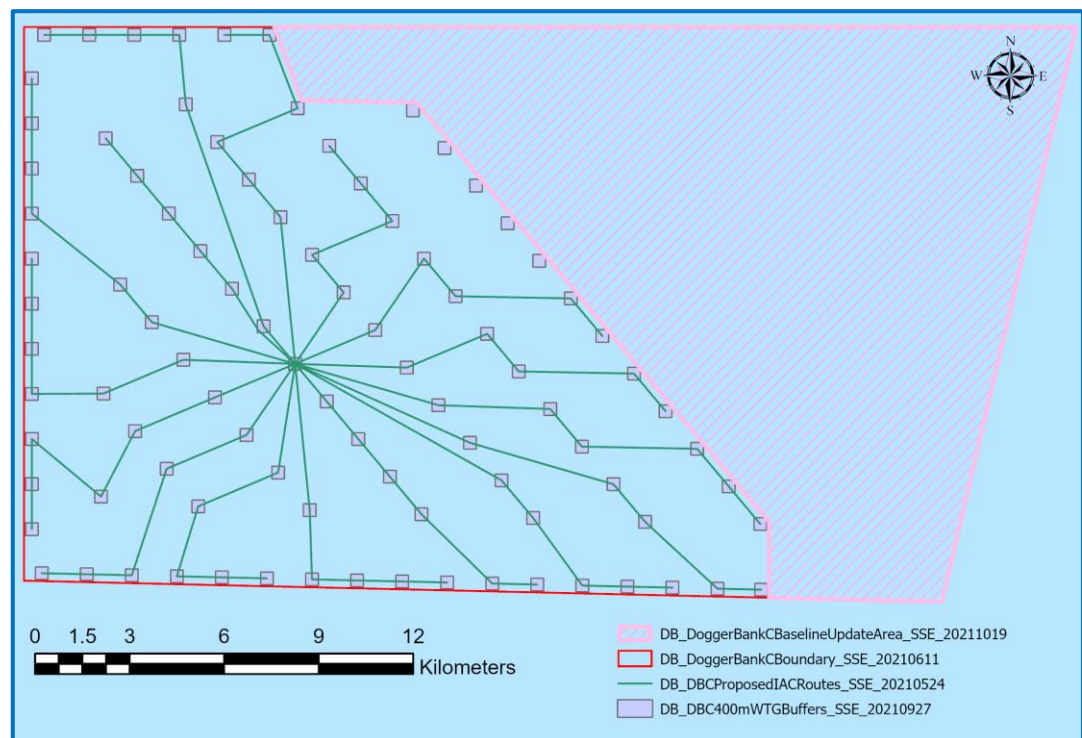 N
W E
S
0 1.5 3 6 9 12
Kilometers
DB_DoggerBankCBaselineUpdateArea_SSE_20211019
DB_DoggerBankCBoundary_SSE_20210611
DB_DBCProposedIACRoutes_SSE_20210524
DB_DBC400mWTGBuffers_SSE_20210927